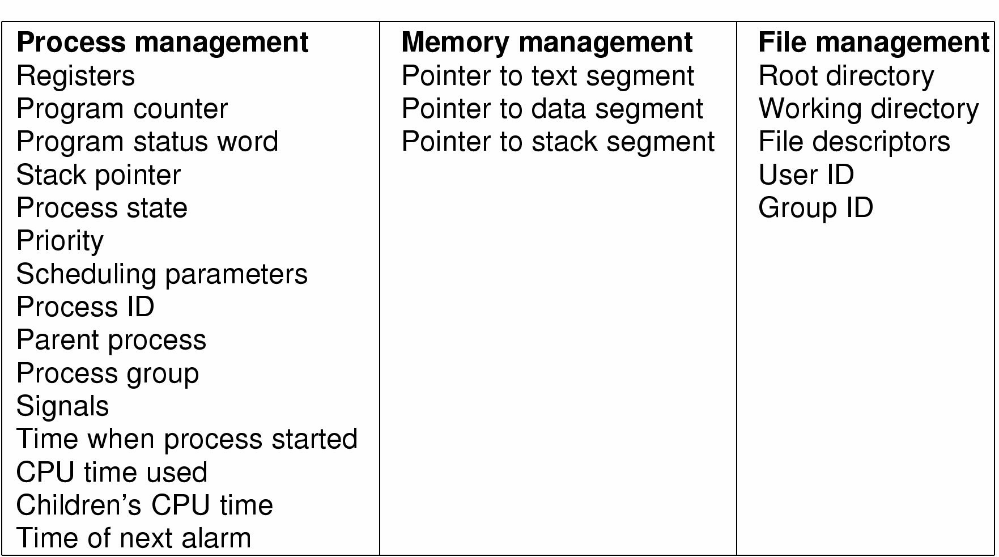 Process management
Registers
Program counter
Program status word
Stack pointer
Process state
Priority
Scheduling parameters
Process ID
Parent process
Process group
Signals
Time when process started
CPU time used
Children's CPU time
Time of next alarm
Memory management
Pointer to text segment
Pointer to data segment
Pointer to stack segment
File management
Root directory
Working directory
File descriptors
User ID
Group ID